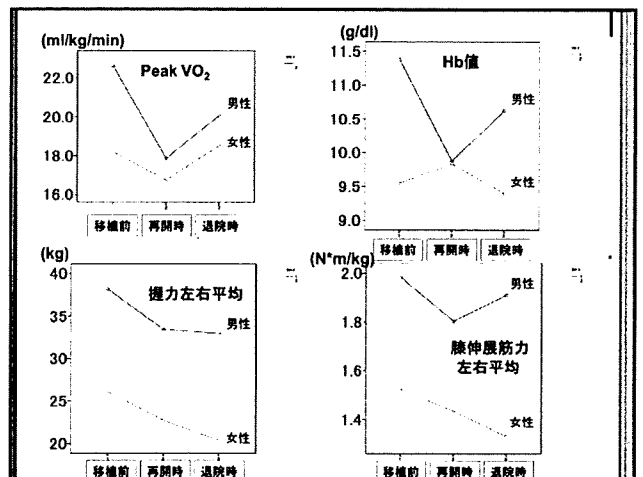 (ml/kg/min)
Peak VO2
22.0
20.0
18.0
16.0
男性
女性
移植前 再開時 退院時
(g/dl)
Hb値
11.5
11.0
10.5
10.0
9.5
9.0
男性
女性
移植前 再開時 退院時
(kg)
握力左右平均
40
35
30
25
20
男性
女性
移植前 再開時 退院時
(N*m/kg)
膝伸展筋力
左右平均
2.0
1.8
1.6
1.4
男性
女性
移植前 再開時 退院時